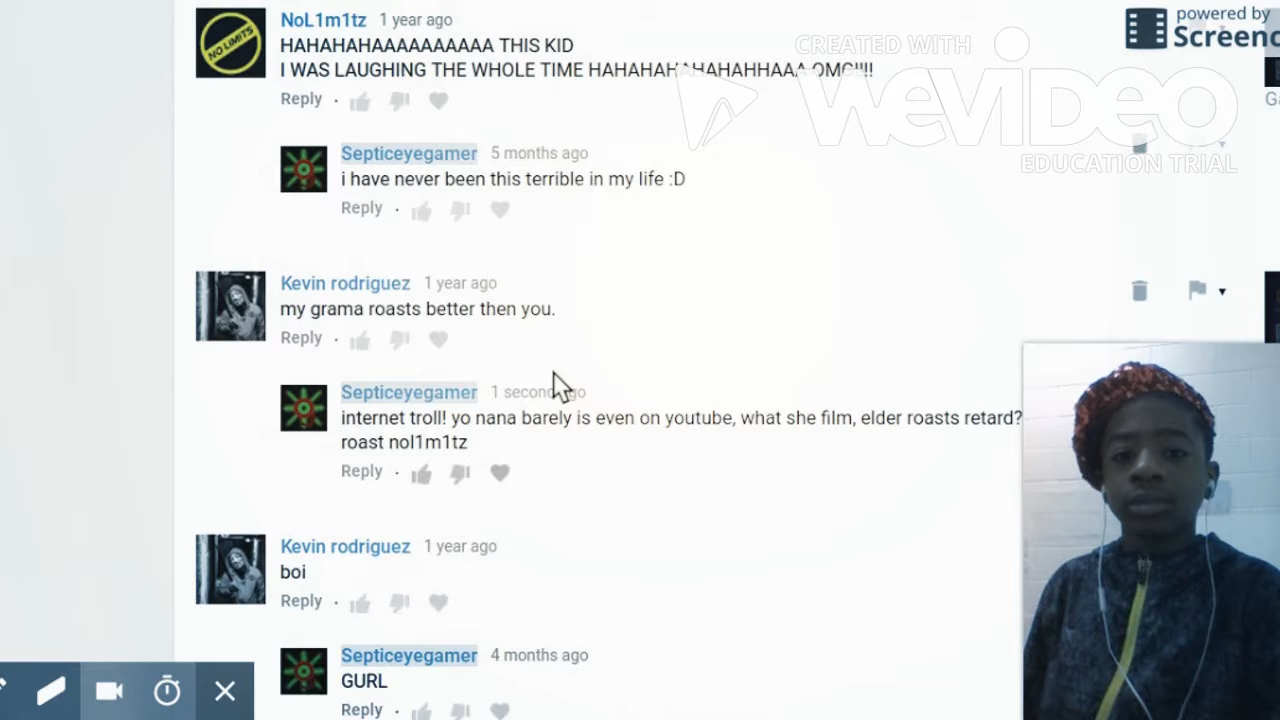 NoL1m1tz 1 year ago
HAHAHAHAAAAAAAAAA THIS KID
I WAS LAUGHING THE WHOLE TIME HAHAHAHAHAHAHHAAA OMG!!!!
Reply
Septiceyegamer 5 months ago
i have never been this terrible in my life :D
Reply
Kevin rodriguez 1 year ago
my grama roasts better then you.
Reply
Septiceyegamer 1 second ago
internet troll! yo nana barely is even on youtube, what she film, elder roasts retard?
roast nol1m1tz
Reply
Kevin rodriguez 1 year ago
boi
Reply
Septiceyegamer 4 months ago
GURL
Reply
NO LIMITS
CREATED WITH
WEVIDEO
EDUCATION TRIAL
powered by
Screenc
Ga